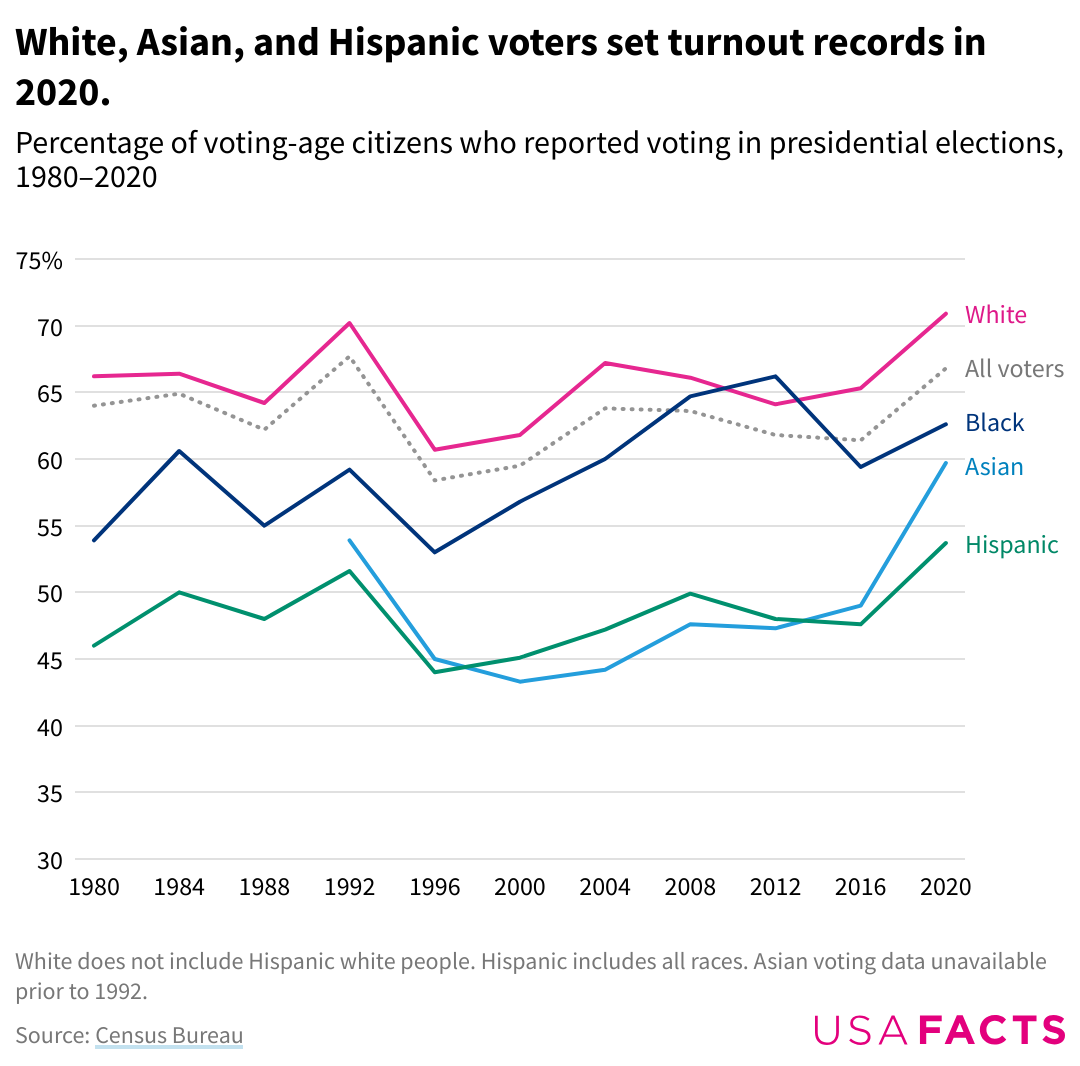 White, Asian, and Hispanic voters set turnout records in
2020.
Percentage of voting-age citizens who reported voting in presidential elections,
1980–2020
75%
70
65
60
55
50
45
40
35
30
White
All voters
Black
Asian
Hispanic
1980 1984 1988 1992 1996 2000 2004 2008 2012 2016 2020
White does not include Hispanic white people. Hispanic includes all races. Asian voting data unavailable
prior to 1992.
Source: Census Bureau
USAFACTS